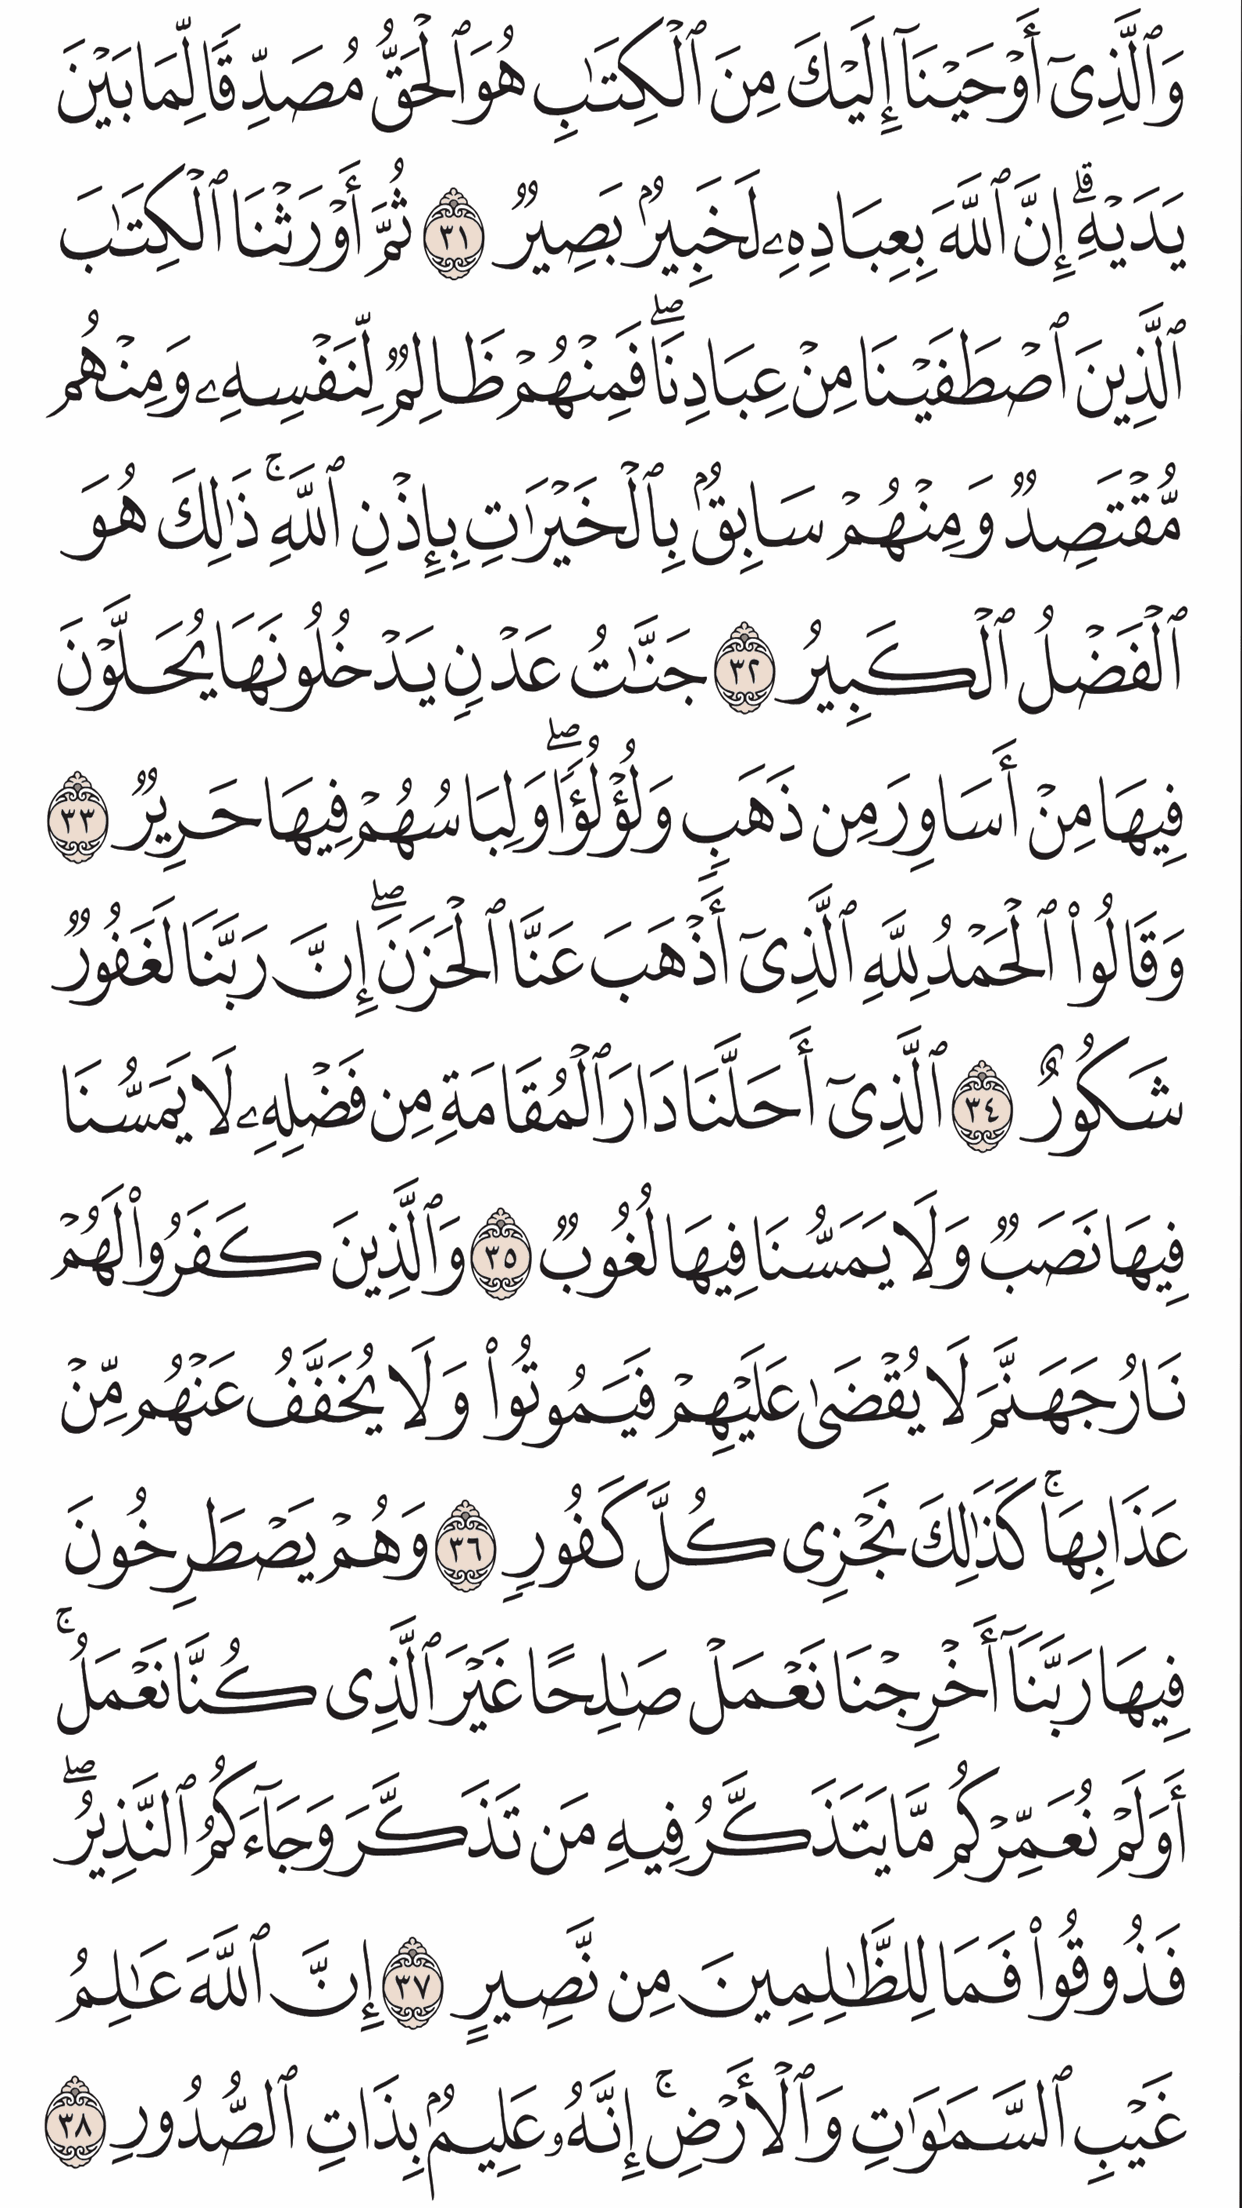 وَٱلَّذِىٓ أَوۡحَيۡنَآ إِلَيۡكَ مِنَ ٱلۡكِتَٰبِ هُوَ ٱلۡحَقُّ مُصَدِّقٗا لِّمَا بَيۡنَ
يَدَيۡهِۗ إِنَّ ٱللَّهَ بِعِبَادِهِۦ لَخَبِيرُۢ بَصِيرٞ ٣١ ثُمَّ أَوۡرَثۡنَا ٱلۡكِتَٰبَ
ٱلَّذِينَ ٱصۡطَفَيۡنَا مِنۡ عِبَادِنَاۖ فَمِنۡهُمۡ ظَالِمٞ لِّنَفۡسِهِۦ وَمِنۡهُم
مُّقۡتَصِدٞ وَمِنۡهُمۡ سَابِقُۢ بِٱلۡخَيۡرَٰتِ بِإِذۡنِ ٱللَّهِۚ ذَٰلِكَ هُوَ
ٱلۡفَضۡلُ ٱلۡكَبِيرُ ٣٢ جَنَّٰتُ عَدۡنٖ يَدۡخُلُونَهَا يُحَلَّوۡنَ
فِيهَا مِنۡ أَسَاوِرَ مِن ذَهَبٖ وَلُؤۡلُؤٗاۖ وَلِبَاسُهُمۡ فِيهَا حَرِيرٞ ٣٣
وَقَالُواْ ٱلۡحَمۡدُ لِلَّهِ ٱلَّذِىٓ أَذۡهَبَ عَنَّا ٱلۡحَزَنَۖ إِنَّ رَبَّنَا لَغَفُورٞ
شَكُورٌ ٣٤ ٱلَّذِىٓ أَحَلَّنَا دَارَ ٱلۡمُقَامَةِ مِن فَضۡلِهِۦ لَا يَمَسُّنَا
فِيهَا نَصَبٞ وَلَا يَمَسُّنَا فِيهَا لُغُوبٞ ٣٥ وَٱلَّذِينَ كَفَرُواْ لَهُمۡ
نَارُ جَهَنَّمَ لَا يُقۡضَىٰ عَلَيۡهِمۡ فَيَمُوتُواْ وَلَا يُخَفَّفُ عَنۡهُم مِّنۡ
عَذَابِهَاۚ كَذَٰلِكَ نَجۡزِى كُلَّ كَفُورٖ ٣٦ وَهُمۡ يَصۡطَرِخُونَ
فِيهَا رَبَّنَآ أَخۡرِجۡنَا نَعۡمَلۡ صَٰلِحًا غَيۡرَ ٱلَّذِى كُنَّا نَعۡمَلُۚ
أَوَلَمۡ نُعَمِّرۡكُم مَّا يَتَذَكَّرُ فِيهِ مَن تَذَكَّرَ وَجَآءَكُمُ ٱلنَّذِيرُۖ
فَذُوقُواْ فَمَا لِلظَّٰلِمِينَ مِن نَّصِيرٍ ٣٧ إِنَّ ٱللَّهَ عَٰلِمُ
غَيۡبِ ٱلسَّمَٰوَٰتِ وَٱلۡأَرۡضِۚ إِنَّهُۥ عَلِيمُۢ بِذَاتِ ٱلصُّدُورِ ٣٨